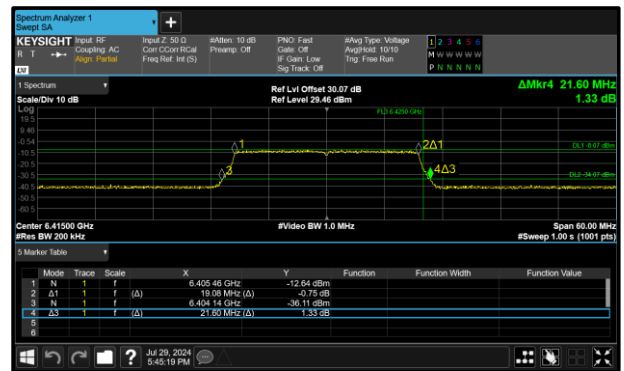 Spectrum Analyzer 1
Swept SA
+
KEYSIGHT Input: RF Input Z: 50 Ω #Atten: 10 dB PNO: Fast #Avg Type: Voltage 1 2 3 4 5 6
R T Coupling: AC Corr CCorr RCal Preamp: Off Gate: Off Avg|Hold: 10/10 M W W W W W
Align: Partial Freq Ref: Int (S) IF Gain: Low Trig: Free Run P N N N N N
Sig Track: Off
1 Spectrum
Scale/Div 10 dB
Ref Lvl Offset 30.07 dB
Ref Level 29.46 dBm
ΔMkr4 21.60 MHz
1.33 dB
Log
19.5
9.46
-0.54
-10.5
-20.5
-30.5
-40.5
-50.5
-60.5
1
2Δ1
3
4Δ3
DL1 -8.07 dBm
DL2 -34.07 dBm
Center 6.41500 GHz #Video BW 1.0 MHz Span 60.00 MHz
#Res BW 200 kHz #Sweep 1.00 s (1001 pts)
5 Marker Table
Mode Trace Scale X Y Function Function Width Function Value
1 N 1 f 6.405 46 GHz -12.64 dBm
2 Δ1 1 f (Δ) 19.08 MHz (Δ) -0.75 dB
3 N 1 f 6.404 14 GHz -36.11 dBm
4 Δ3 1 f (Δ) 21.60 MHz (Δ) 1.33 dB
5
6
? Jul 29, 2024
5:45:19 PM